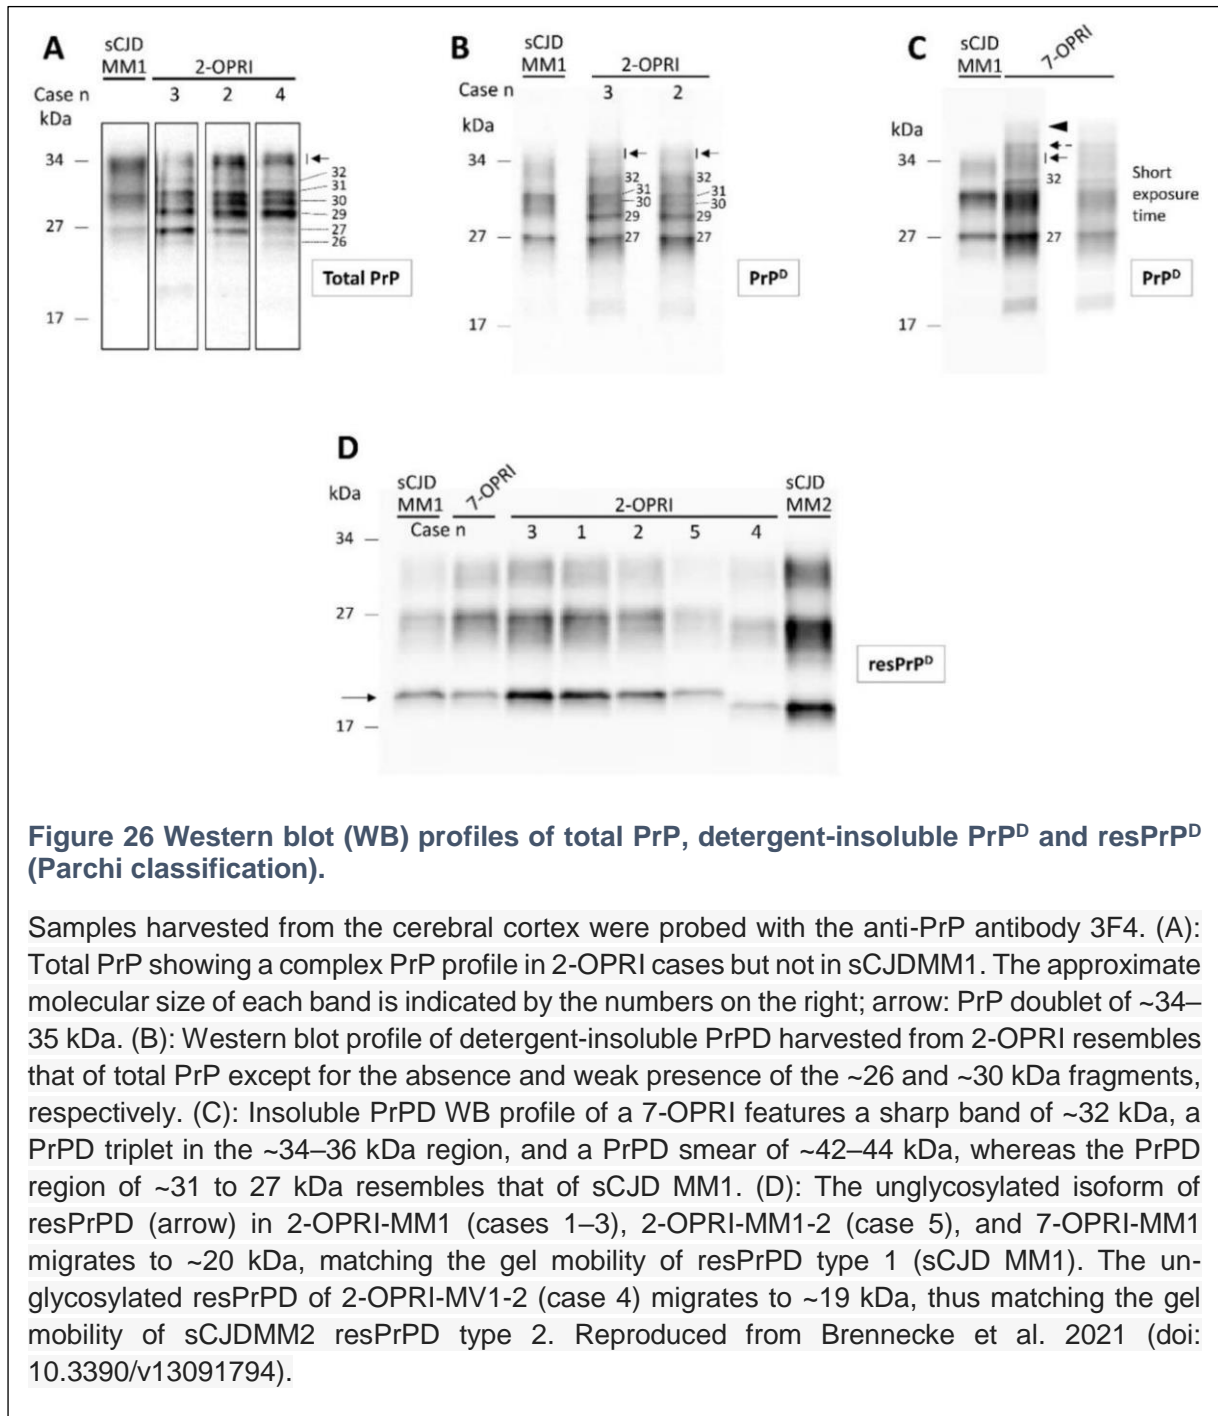 A
sCJD
MM1
2-OPRI
Case n
3
2
4
kDa
34
27
17
32
31
30
29
27
26
Total PrP
B
sCJD
MM1
2-OPRI
Case n
3
2
kDa
34
27
17
32
31
30
29
27
32
31
30
29
27
PrPᴰ
C
sCJD
MM1
7-OPRI
kDa
34
27
17
32
27
Short
exposure
time
PrPᴰ
D
sCJD
MM1
7-OPRI
2-OPRI
sCJD
MM2
kDa
Case n
3
1
2
5
4
34
27
17
resPrPᴰ
Figure 26 Western blot (WB) profiles of total PrP, detergent-insoluble PrPᴰ and resPrPᴰ
(Parchi classification).
Samples harvested from the cerebral cortex were probed with the anti-PrP antibody 3F4. (A):
Total PrP showing a complex PrP profile in 2-OPRI cases but not in sCJDMM1. The approximate
molecular size of each band is indicated by the numbers on the right; arrow: PrP doublet of ~34–
35 kDa. (B): Western blot profile of detergent-insoluble PrPD harvested from 2-OPRI resembles
that of total PrP except for the absence and weak presence of the ~26 and ~30 kDa fragments,
respectively. (C): Insoluble PrPD WB profile of a 7-OPRI features a sharp band of ~32 kDa, a
PrPD triplet in the ~34–36 kDa region, and a PrPD smear of ~42–44 kDa, whereas the PrPD
region of ~31 to 27 kDa resembles that of sCJD MM1. (D): The unglycosylated isoform of
resPrPD (arrow) in 2-OPRI-MM1 (cases 1–3), 2-OPRI-MM1-2 (case 5), and 7-OPRI-MM1
migrates to ~20 kDa, matching the gel mobility of resPrPD type 1 (sCJD MM1). The un-
glycosylated resPrPD of 2-OPRI-MV1-2 (case 4) migrates to ~19 kDa, thus matching the gel
mobility of sCJDMM2 resPrPD type 2. Reproduced from Brennecke et al. 2021 (doi:
10.3390/v13091794).